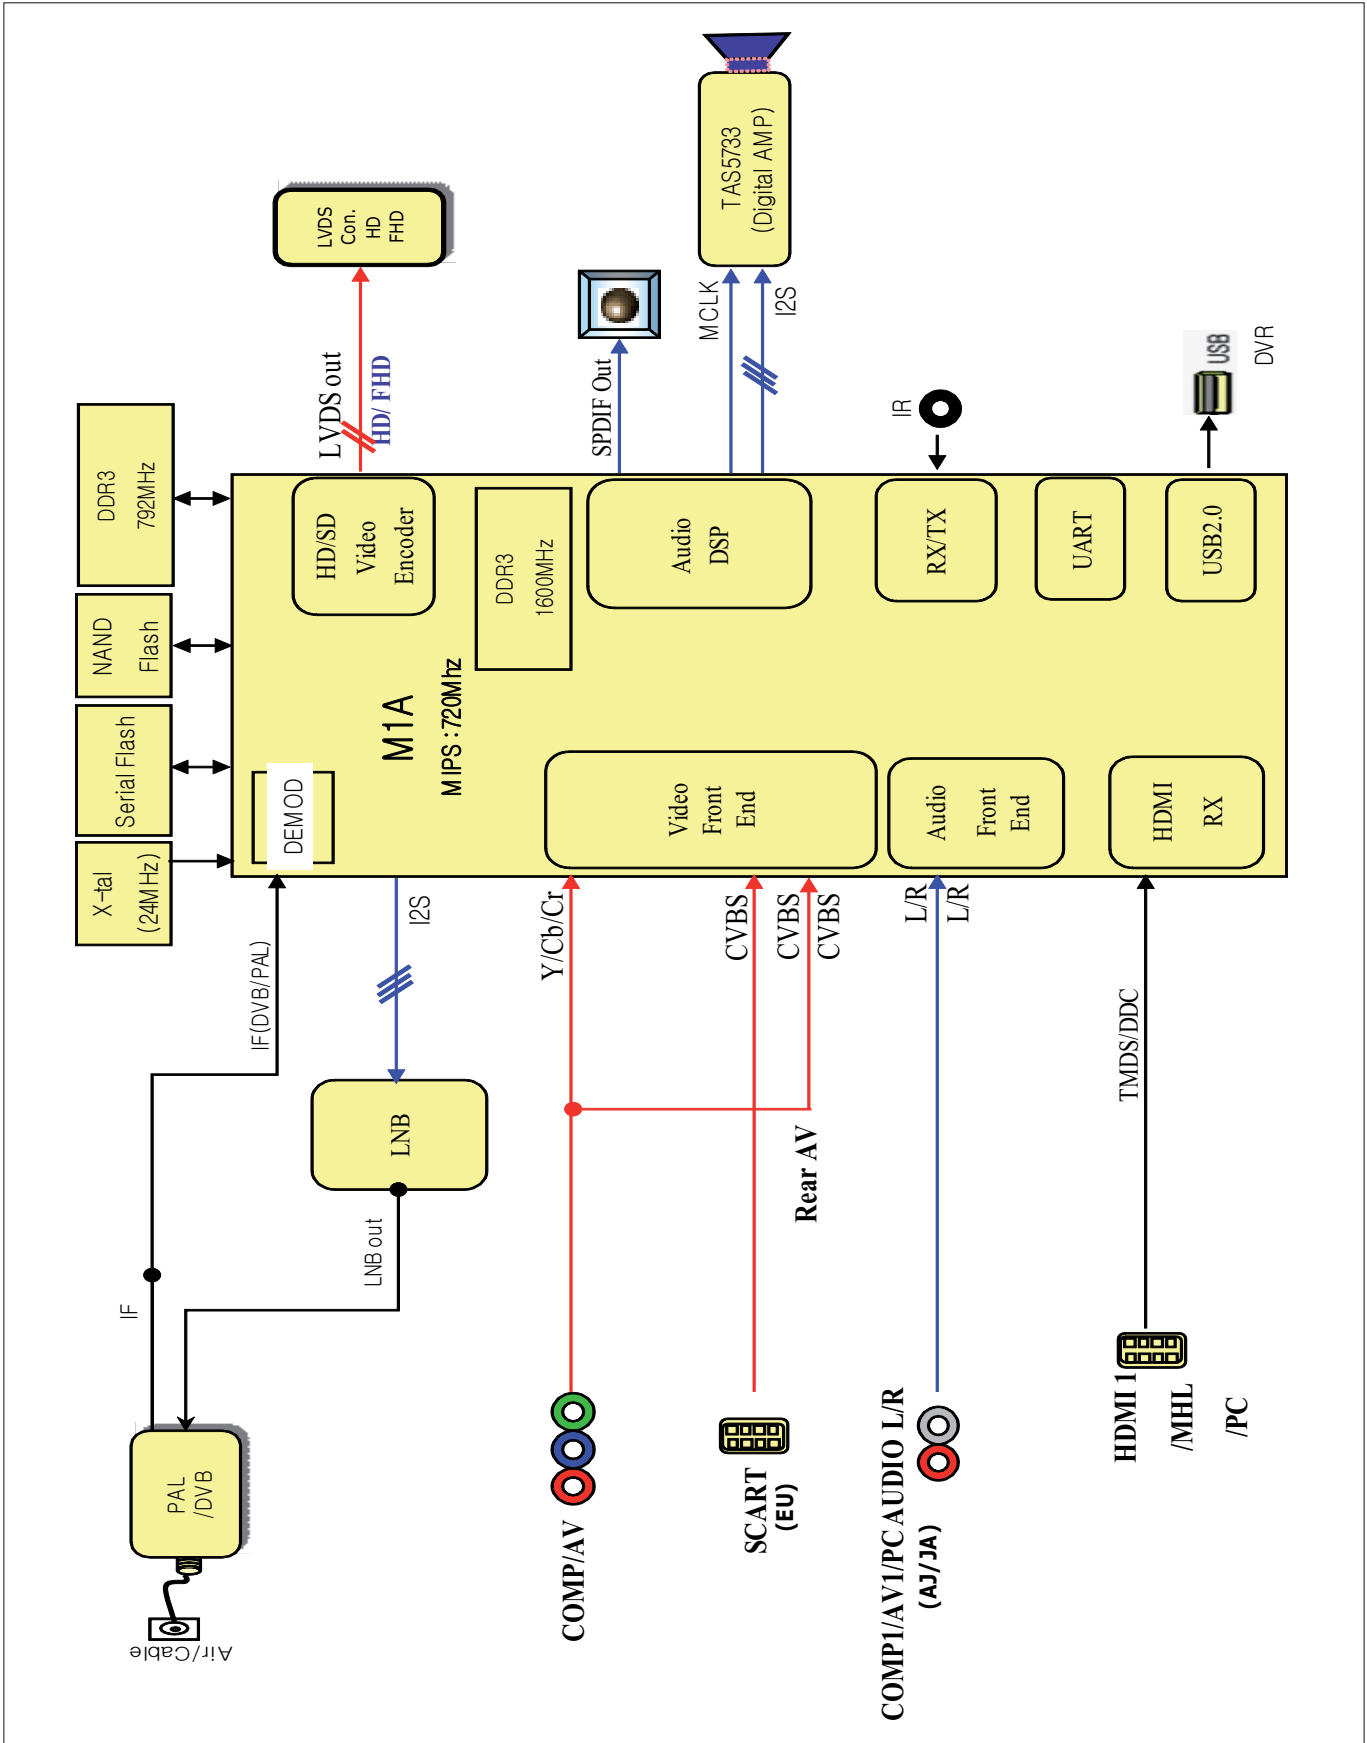 Air/Cable
PAL
/DVB
IF
IF(DVB/PAL)
LNB out
LNB
I2S
X-tal
(24MHz)
Serial Flash
NAND
Flash
DDR3
792MHz
DEMOD
M1A
MIPS : 720Mhz
HD/SD
Video
Encoder
LVDS out
HD/ FHD
LVDS
Con.
HD
FHD
DDR3
1600MHz
COMP/AV
Y/Cb/Cr
SCART
(EU)
Rear AV
CVBS
CVBS
CVBS
Video
Front
End
Audio
DSP
SPDIF Out
MCLK
I2S
TAS5733
(Digital AMP)
COMP1/AV1/PC AUDIO L/R
(AJ/JA)
L/R
L/R
Audio
Front
End
RX/TX
IR
UART
HDMI 1
/MHL
/PC
TMDS/DDC
HDMI
RX
USB2.0
USB
DVR